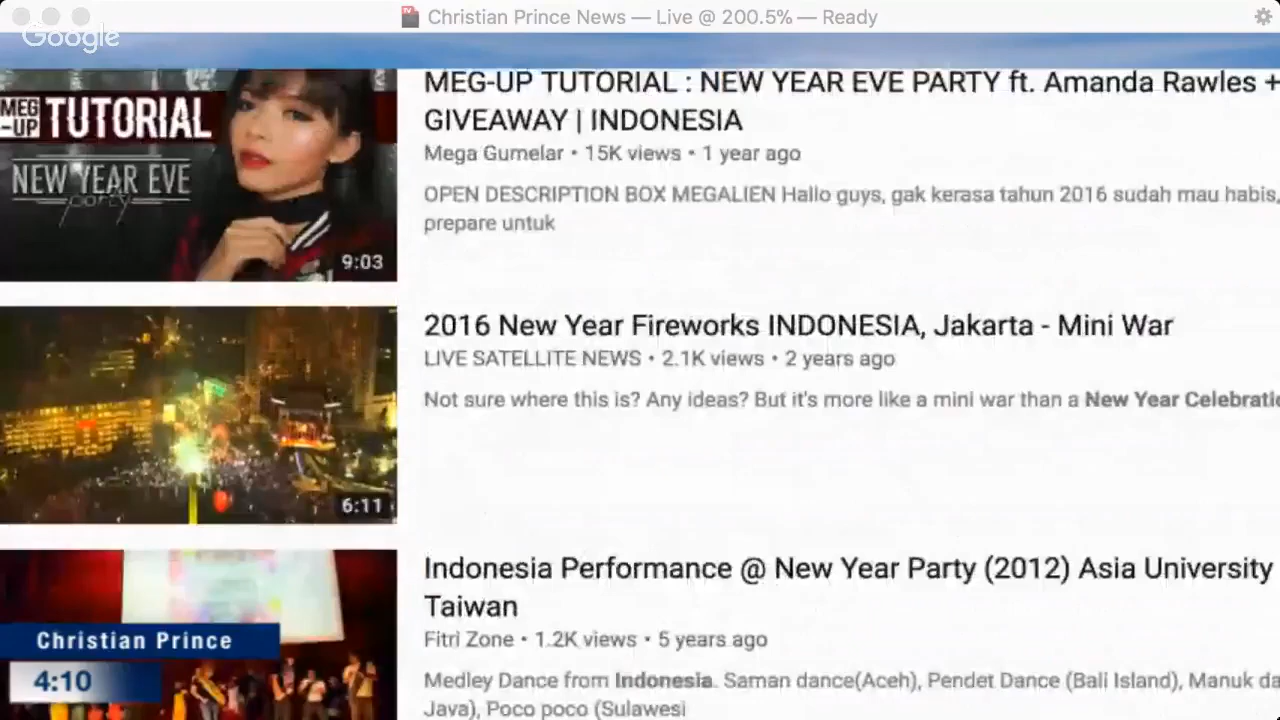 Christian Prince News — Live @ 200.5% — Ready
Google
MEG-UP TUTORIAL : NEW YEAR EVE PARTY ft. Amanda Rawles +
GIVEAWAY | INDONESIA
Mega Gumelar • 15K views • 1 year ago
OPEN DESCRIPTION BOX MEGALIEN Hallo guys, gak kerasa tahun 2016 sudah mau habis,
prepare untuk
MEG
-UP TUTORIAL
NEW YEAR EVE
party
9:03
2016 New Year Fireworks INDONESIA, Jakarta - Mini War
LIVE SATELLITE NEWS • 2.1K views • 2 years ago
Not sure where this is? Any ideas? But it's more like a mini war than a New Year Celebratio
6:11
Indonesia Performance @ New Year Party (2012) Asia University
Taiwan
Fitri Zone • 1.2K views • 5 years ago
Medley Dance from Indonesia. Saman dance(Aceh), Pendet Dance (Bali Island), Manuk da
Java), Poco poco (Sulawesi
Christian Prince
4:10